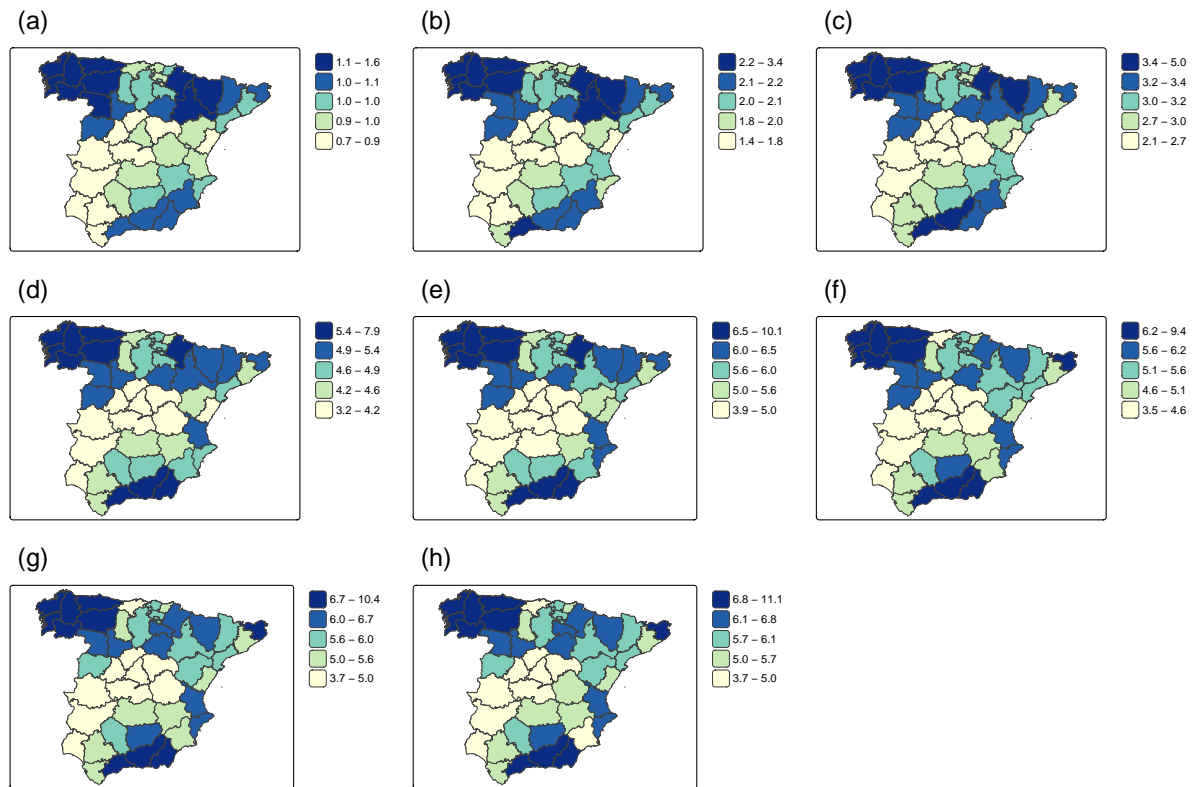 (a)
1.1 – 1.6
1.0 – 1.1
1.0 – 1.0
0.9 – 1.0
0.7 – 0.9
(b)
2.2 – 3.4
2.1 – 2.2
2.0 – 2.1
1.8 – 2.0
1.4 – 1.8
(c)
3.4 – 5.0
3.2 – 3.4
3.0 – 3.2
2.7 – 3.0
2.1 – 2.7
(d)
5.4 – 7.9
4.9 – 5.4
4.6 – 4.9
4.2 – 4.6
3.2 – 4.2
(e)
6.5 – 10.1
6.0 – 6.5
5.6 – 6.0
5.0 – 5.6
3.9 – 5.0
(f)
6.2 – 9.4
5.6 – 6.2
5.1 – 5.6
4.6 – 5.1
3.5 – 4.6
(g)
6.7 – 10.4
6.0 – 6.7
5.6 – 6.0
5.0 – 5.6
3.7 – 5.0
(h)
6.8 – 11.1
6.1 – 6.8
5.7 – 6.1
5.0 – 5.7
3.7 – 5.0